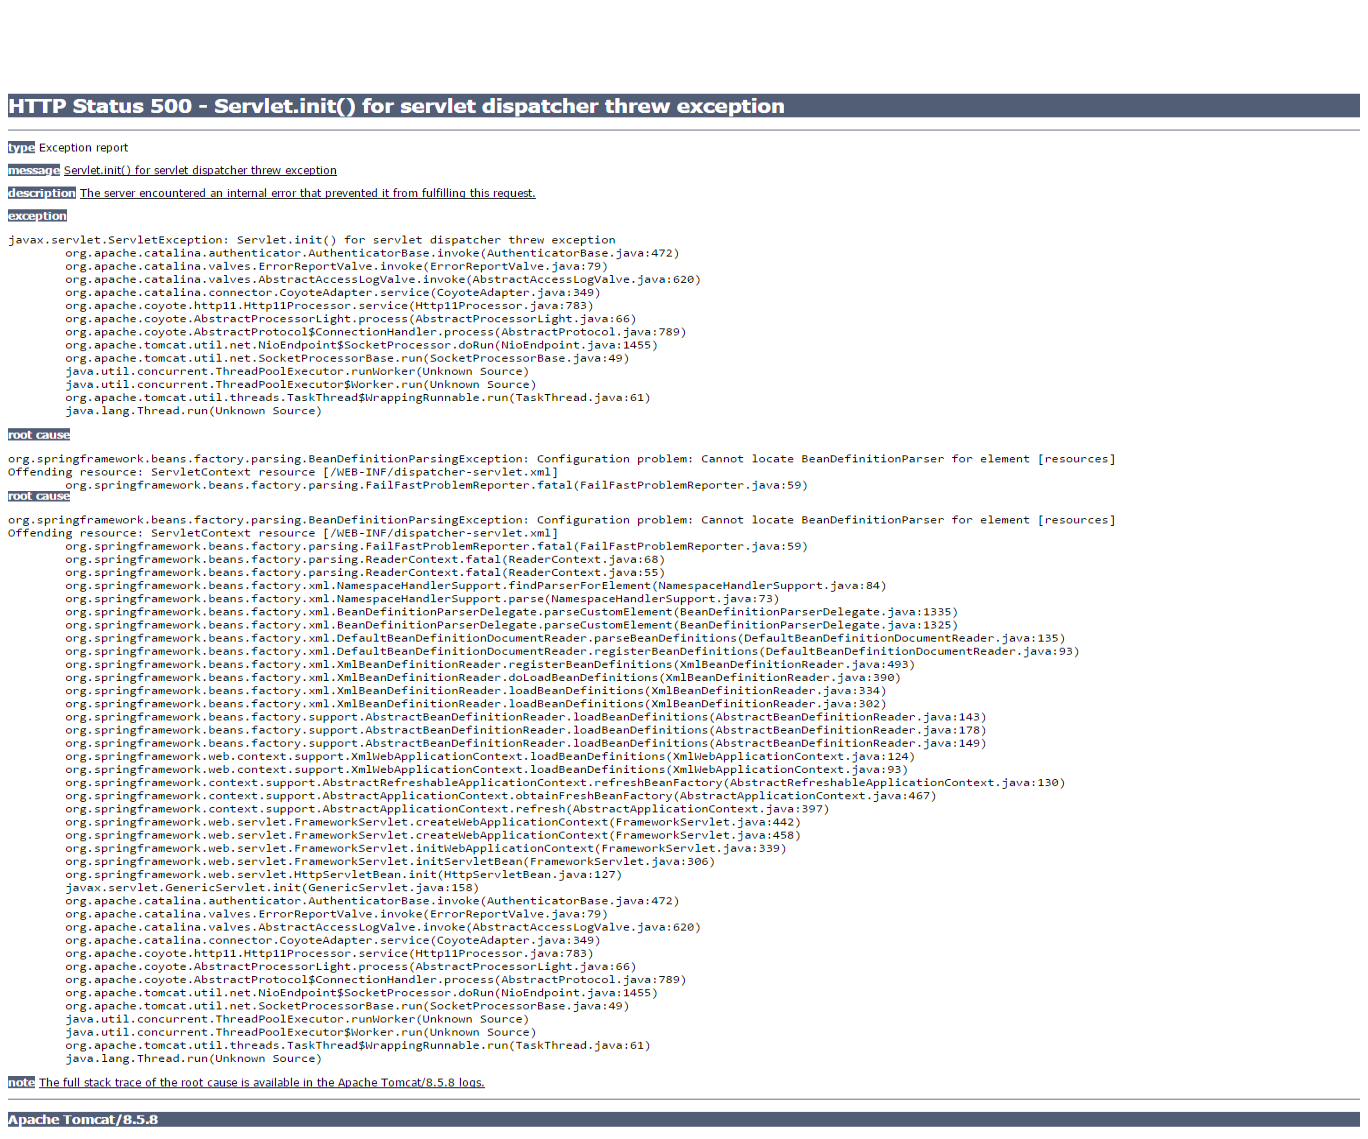 HTTP Status 500 - Servlet.init() for servlet dispatcher threw exception
type Exception report
message Servlet.init() for servlet dispatcher threw exception
description The server encountered an internal error that prevented it from fulfilling this request.
exception
javax.servlet.ServletException: Servlet.init() for servlet dispatcher threw exception
org.apache.catalina.authenticator.AuthenticatorBase.invoke(AuthenticatorBase.java:472)
org.apache.catalina.valves.ErrorReportValve.invoke(ErrorReportValve.java:79)
org.apache.catalina.valves.AbstractAccessLogValve.invoke(AbstractAccessLogValve.java:620)
org.apache.catalina.connector.CoyoteAdapter.service(CoyoteAdapter.java:349)
org.apache.coyote.http11.Http11Processor.service(Http11Processor.java:783)
org.apache.coyote.AbstractProcessorLight.process(AbstractProcessorLight.java:66)
org.apache.coyote.AbstractProtocol$ConnectionHandler.process(AbstractProtocol.java:789)
org.apache.tomcat.util.net.NioEndpoint$SocketProcessor.doRun(NioEndpoint.java:1455)
org.apache.tomcat.util.net.SocketProcessorBase.run(SocketProcessorBase.java:49)
java.util.concurrent.ThreadPoolExecutor.runWorker(Unknown Source)
java.util.concurrent.ThreadPoolExecutor$Worker.run(Unknown Source)
org.apache.tomcat.util.threads.TaskThread$WrappingRunnable.run(TaskThread.java:61)
java.lang.Thread.run(Unknown Source)
root cause
org.springframework.beans.factory.parsing.BeanDefinitionParsingException: Configuration problem: Cannot locate BeanDefinitionParser for element [resources]
Offending resource: ServletContext resource [/WEB-INF/dispatcher-servlet.xml]
org.springframework.beans.factory.parsing.FailFastProblemReporter.fatal(FailFastProblemReporter.java:59)
root cause
org.springframework.beans.factory.parsing.BeanDefinitionParsingException: Configuration problem: Cannot locate BeanDefinitionParser for element [resources]
Offending resource: ServletContext resource [/WEB-INF/dispatcher-servlet.xml]
org.springframework.beans.factory.parsing.FailFastProblemReporter.fatal(FailFastProblemReporter.java:59)
org.springframework.beans.factory.parsing.ReaderContext.fatal(ReaderContext.java:68)
org.springframework.beans.factory.parsing.ReaderContext.fatal(ReaderContext.java:55)
org.springframework.beans.factory.xml.NamespaceHandlerSupport.findParserForElement(NamespaceHandlerSupport.java:84)
org.springframework.beans.factory.xml.NamespaceHandlerSupport.parse(NamespaceHandlerSupport.java:73)
org.springframework.beans.factory.xml.BeanDefinitionParserDelegate.parseCustomElement(BeanDefinitionParserDelegate.java:1335)
org.springframework.beans.factory.xml.BeanDefinitionParserDelegate.parseCustomElement(BeanDefinitionParserDelegate.java:1325)
org.springframework.beans.factory.xml.DefaultBeanDefinitionDocumentReader.parseBeanDefinitions(DefaultBeanDefinitionDocumentReader.java:135)
org.springframework.beans.factory.xml.DefaultBeanDefinitionDocumentReader.registerBeanDefinitions(DefaultBeanDefinitionDocumentReader.java:93)
org.springframework.beans.factory.xml.XmlBeanDefinitionReader.registerBeanDefinitions(XmlBeanDefinitionReader.java:493)
org.springframework.beans.factory.xml.XmlBeanDefinitionReader.doLoadBeanDefinitions(XmlBeanDefinitionReader.java:390)
org.springframework.beans.factory.xml.XmlBeanDefinitionReader.loadBeanDefinitions(XmlBeanDefinitionReader.java:334)
org.springframework.beans.factory.xml.XmlBeanDefinitionReader.loadBeanDefinitions(XmlBeanDefinitionReader.java:302)
org.springframework.beans.factory.support.AbstractBeanDefinitionReader.loadBeanDefinitions(AbstractBeanDefinitionReader.java:143)
org.springframework.beans.factory.support.AbstractBeanDefinitionReader.loadBeanDefinitions(AbstractBeanDefinitionReader.java:178)
org.springframework.beans.factory.support.AbstractBeanDefinitionReader.loadBeanDefinitions(AbstractBeanDefinitionReader.java:149)
org.springframework.web.context.support.XmlWebApplicationContext.loadBeanDefinitions(XmlWebApplicationContext.java:124)
org.springframework.web.context.support.XmlWebApplicationContext.loadBeanDefinitions(XmlWebApplicationContext.java:93)
org.springframework.context.support.AbstractRefreshableApplicationContext.refreshBeanFactory(AbstractRefreshableApplicationContext.java:130)
org.springframework.context.support.AbstractApplicationContext.obtainFreshBeanFactory(AbstractApplicationContext.java:467)
org.springframework.context.support.AbstractApplicationContext.refresh(AbstractApplicationContext.java:397)
org.springframework.web.servlet.FrameworkServlet.createWebApplicationContext(FrameworkServlet.java:442)
org.springframework.web.servlet.FrameworkServlet.createWebApplicationContext(FrameworkServlet.java:458)
org.springframework.web.servlet.FrameworkServlet.initWebApplicationContext(FrameworkServlet.java:339)
org.springframework.web.servlet.FrameworkServlet.initServletBean(FrameworkServlet.java:306)
org.springframework.web.servlet.HttpServletBean.init(HttpServletBean.java:127)
javax.servlet.GenericServlet.init(GenericServlet.java:158)
org.apache.catalina.authenticator.AuthenticatorBase.invoke(AuthenticatorBase.java:472)
org.apache.catalina.valves.ErrorReportValve.invoke(ErrorReportValve.java:79)
org.apache.catalina.valves.AbstractAccessLogValve.invoke(AbstractAccessLogValve.java:620)
org.apache.catalina.connector.CoyoteAdapter.service(CoyoteAdapter.java:349)
org.apache.coyote.http11.Http11Processor.service(Http11Processor.java:783)
org.apache.coyote.AbstractProcessorLight.process(AbstractProcessorLight.java:66)
org.apache.coyote.AbstractProtocol$ConnectionHandler.process(AbstractProtocol.java:789)
org.apache.tomcat.util.net.NioEndpoint$SocketProcessor.doRun(NioEndpoint.java:1455)
org.apache.tomcat.util.net.SocketProcessorBase.run(SocketProcessorBase.java:49)
java.util.concurrent.ThreadPoolExecutor.runWorker(Unknown Source)
java.util.concurrent.ThreadPoolExecutor$Worker.run(Unknown Source)
org.apache.tomcat.util.threads.TaskThread$WrappingRunnable.run(TaskThread.java:61)
java.lang.Thread.run(Unknown Source)
note The full stack trace of the root cause is available in the Apache Tomcat/8.5.8 logs.
Apache Tomcat/8.5.8